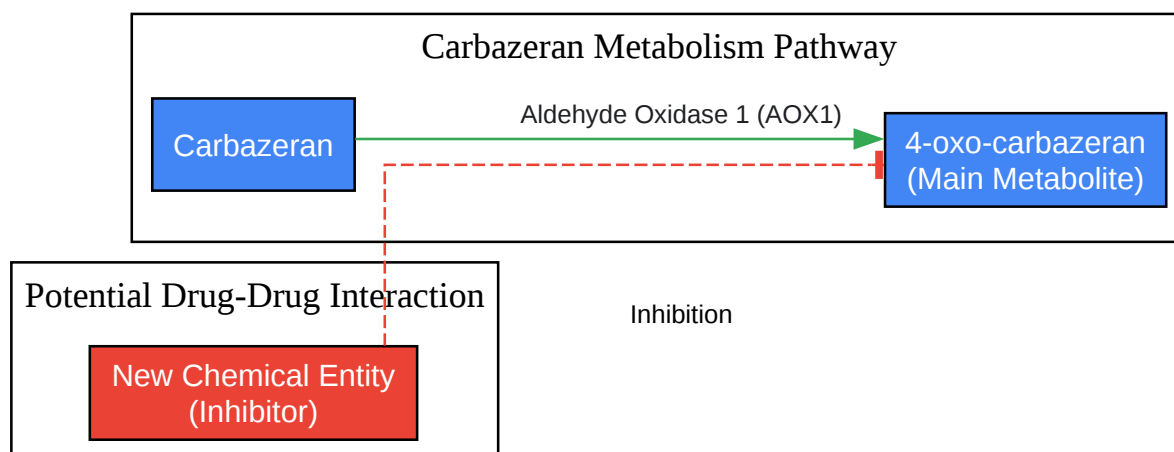 Carbazeran Metabolism Pathway
Aldehyde Oxidase 1 (AOX1)
Carbazeran
4-oxo-carbazeran
(Main Metabolite)
Potential Drug-Drug Interaction
Inhibition
New Chemical Entity
(Inhibitor)